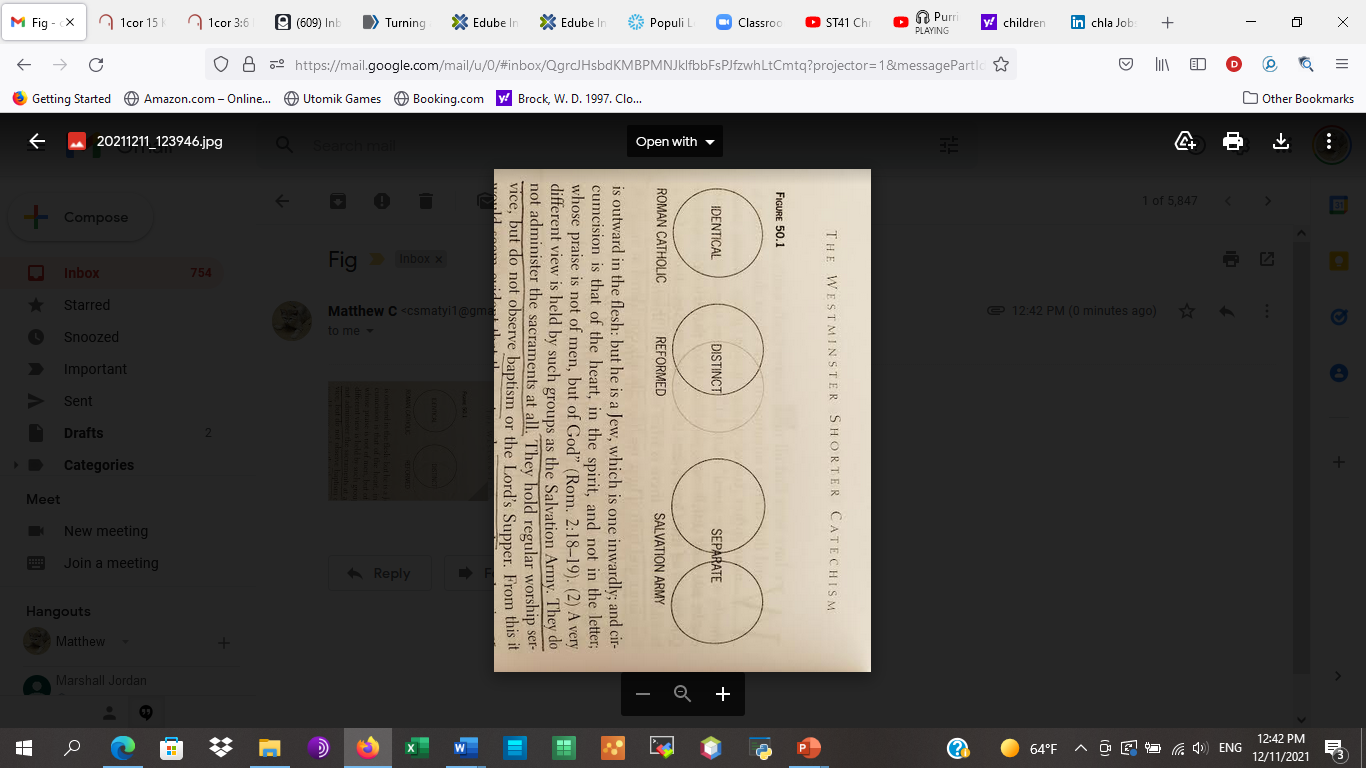 Fig -
1cor 15
1cor 3:6
(609) Inb
Turning
Edube In
Edube In
Populi L
Classroo
ST41 Chr
Purri
PLAYING
children
chla Jobs
https://mail.google.com/mail/u/0/#inbox/QgrcJHsbdKMBPMNJklfbbFsPJfzwhLtCmtq?projector=1&messagePartId
Getting Started
Amazon.com – Online...
Utomik Games
Booking.com
Brock, W. D. 1997. Clo...
Other Bookmarks
20211211_123946.jpg
Open with
Search mail
Compose
1 of 5,847
Inbox 754
Starred
Snoozed
Important
Sent
Drafts 2
Categories
Meet
New meeting
Join a meeting
Hangouts
Matthew
Marshall Jordan
Fig
Inbox
Matthew C <csmatyi1@gma
to me
12:42 PM (0 minutes ago)
Reply
THE WESTMINSTER SHORTER CATECHISM
FIGURE 50.1
IDENTICAL DISTINCT SEPARATE
ROMAN CATHOLIC REFORMED SALVATION ARMY
is outward in the flesh: but he is a Jew, which is one inwardly; and cir-
cumcision is that of the heart, in the spirit, and not in the letter;
whose praise is not of men, but of God" (Rom. 2:18–19). (2) A very
different view is held by such groups as the Salvation Army. They do
not administer the sacraments at all. They hold regular worship ser-
vice, but do not observe baptism or the Lord's Supper. From this it
64°F
ENG
12:42 PM
12/11/2021
3